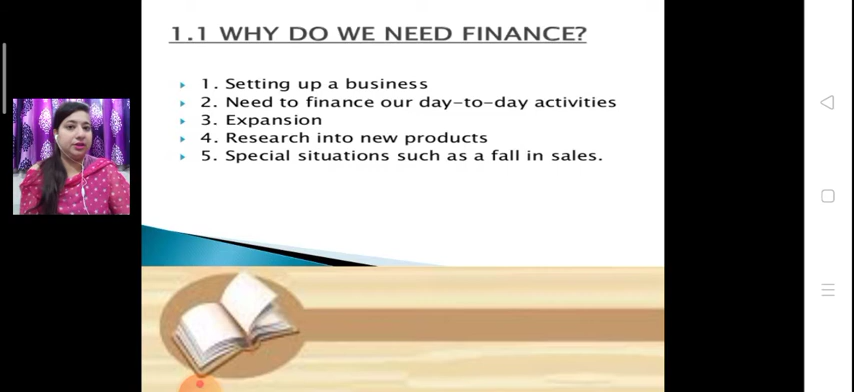 1.1 WHY DO WE NEED FINANCE?
1. Setting up a business
2. Need to finance our day-to-day activities
3. Expansion
4. Research into new products
5. Special situations such as a fall in sales.